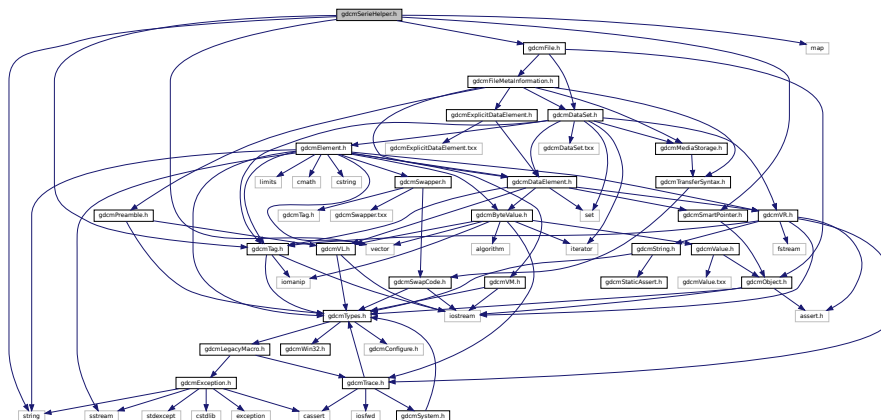 gdcmSerieHelper.h
gdcmFile.h
map
gdcmFileMetaInformation.h
gdcmExplicitDataElement.h
gdcmDataSet.h
gdcmElement.h
gdcmExplicitDataElement.txx
gdcmDataSet.txx
gdcmMediaStorage.h
limits
cmath
cstring
gdcmSwapper.h
gdcmDataElement.h
gdcmTransferSyntax.h
gdcmPreamble.h
gdcmTag.h
gdcmSwapper.txx
gdcmByteValue.h
set
gdcmSmartPointer.h
gdcmVR.h
gdcmTag.h
gdcmVL.h
vector
algorithm
iterator
gdcmString.h
gdcmValue.h
fstream
iomanip
gdcmSwapCode.h
gdcmVM.h
gdcmStaticAssert.h
gdcmValue.txx
gdcmObject.h
gdcmTypes.h
iostream
assert.h
gdcmLegacyMacro.h
gdcmWin32.h
gdcmConfigure.h
gdcmException.h
gdcmTrace.h
string
sstream
stdexcept
cstdlib
exception
cassert
iosfwd
gdcmSystem.h